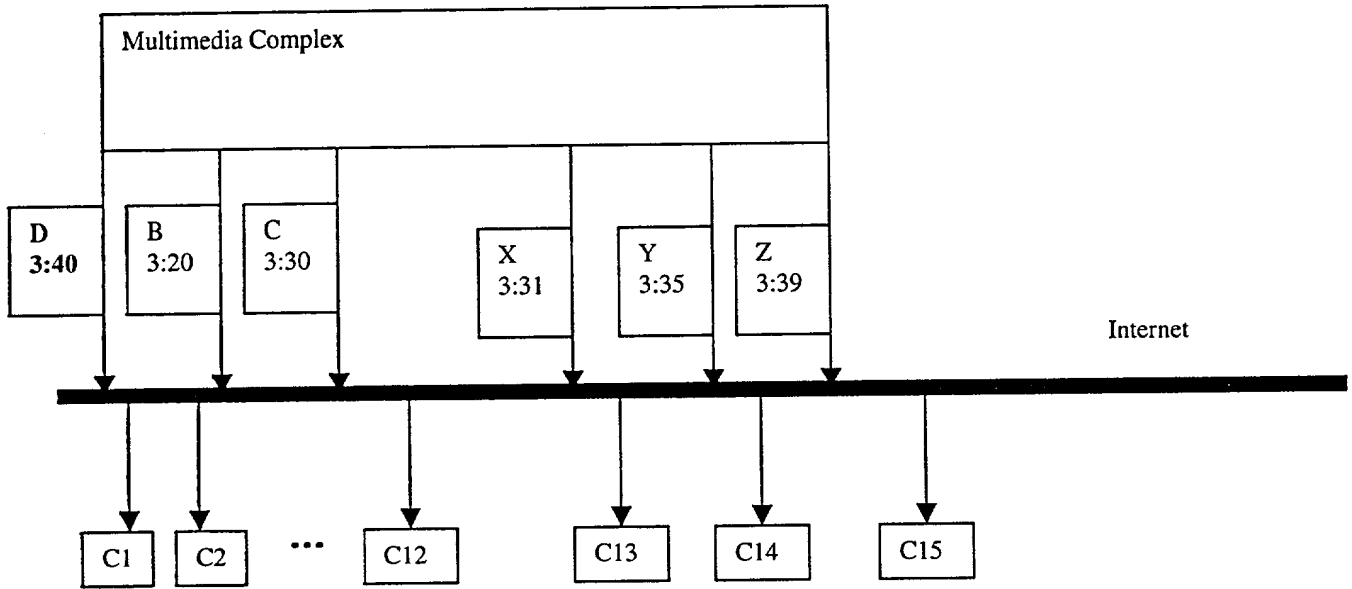 Multimedia Complex
D
3:40
B
3:20
C
3:30
X
3:31
Y
3:35
Z
3:39
Internet
C1
C2
...
C12
C13
C14
C15